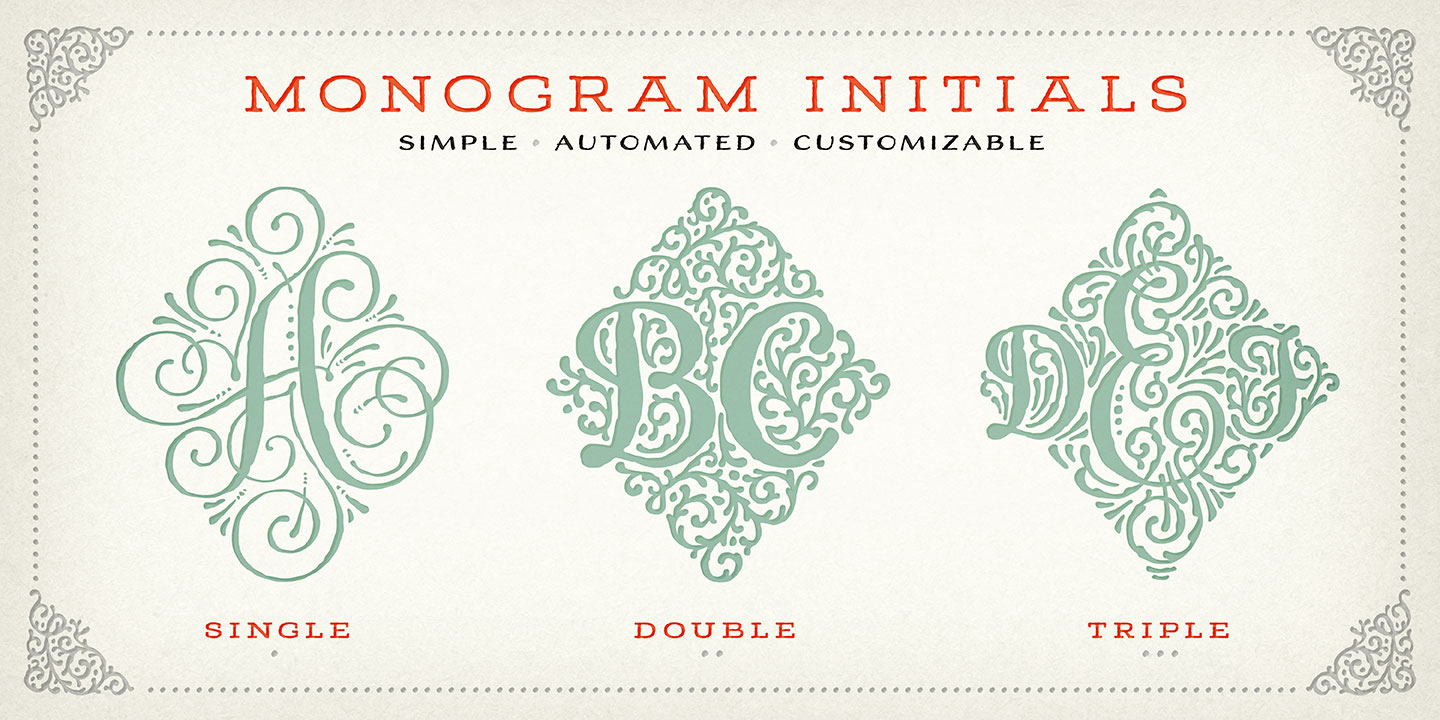 MONOGRAM INITIALS
SIMPLE • AUTOMATED • CUSTOMIZABLE
A
BC
DEF
SINGLE
DOUBLE
TRIPLE